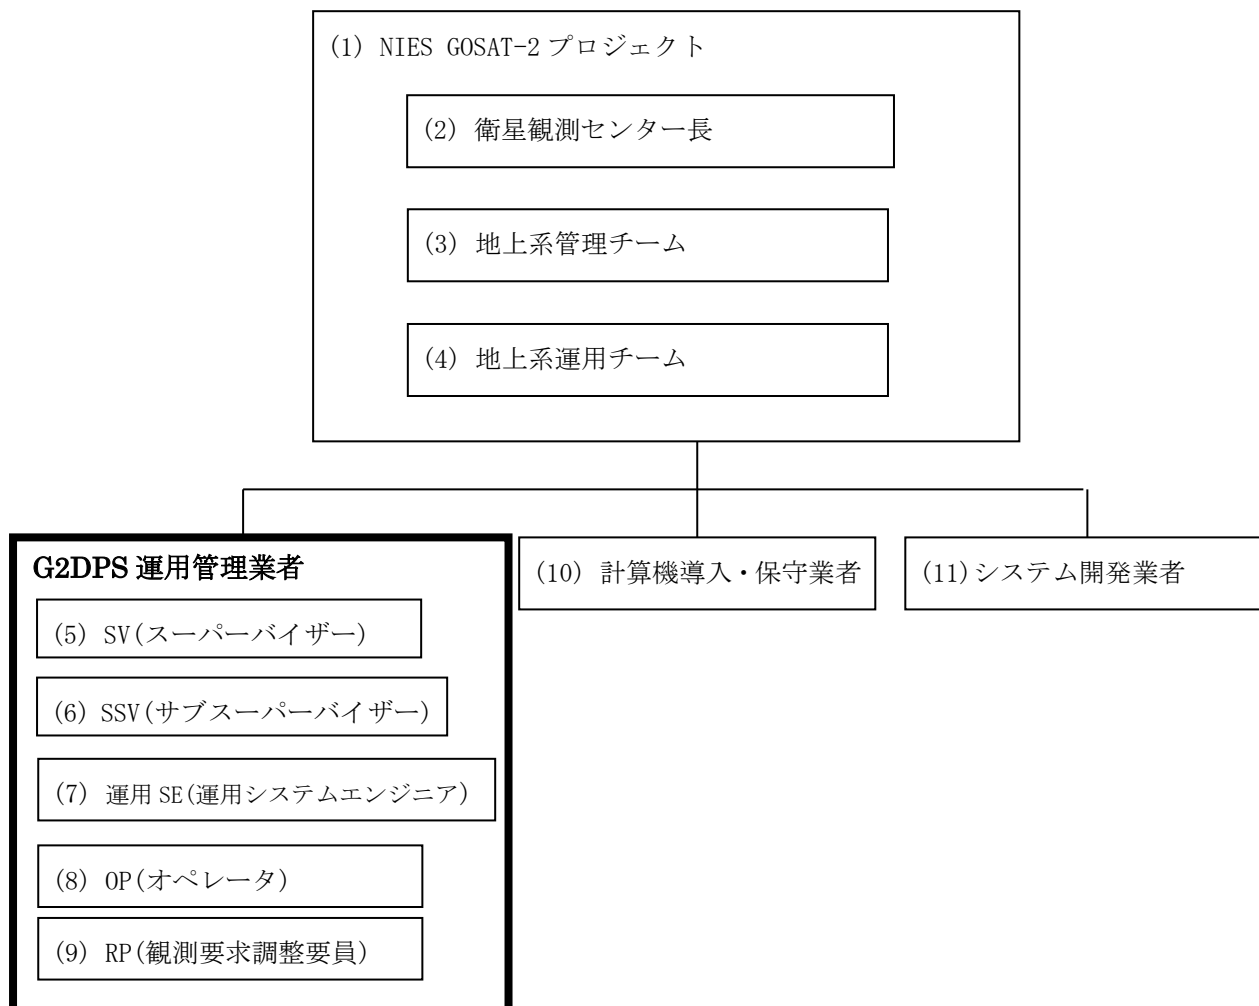 (1) NIES GOSAT-2 プロジェクト
(2) 衛星観測センター長
(3) 地上系管理チーム
(4) 地上系運用チーム
G2DPS 運用管理業者
(5) SV(スーパーバイザー)
(6) SSV(サブスーパーバイザー)
(7) 運用 SE(運用システムエンジニア)
(8) OP(オペレータ)
(9) RP(観測要求調整要員)
(10) 計算機導入・保守業者
(11)システム開発業者